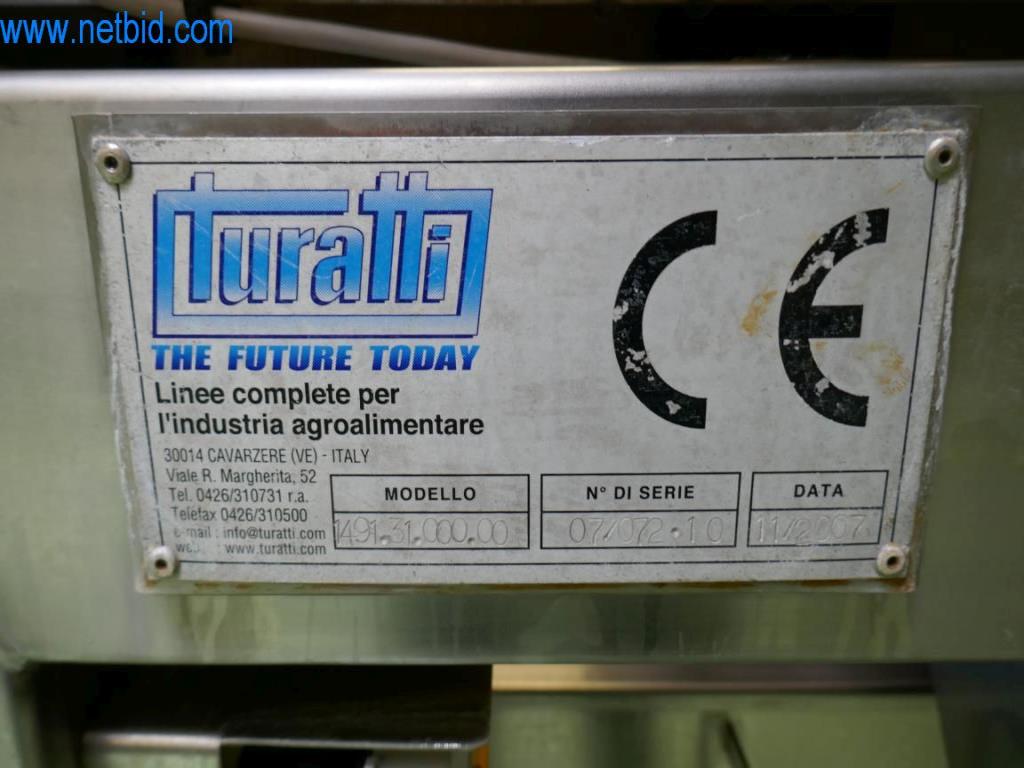 www.netbid.com
turatti
THE FUTURE TODAY
Linee complete per
l'industria agroalimentare
30014 CAVARZERE (VE) - ITALY
Viale R. Margherita, 52
Tel. 0426/310731 r.a.
Telefax 0426/310500
e-mail : info@turatti.com
web : www.turatti.com
CE
MODELLO
1491.31.000.00
N° DI SERIE
07/072.10
DATA
11/2007